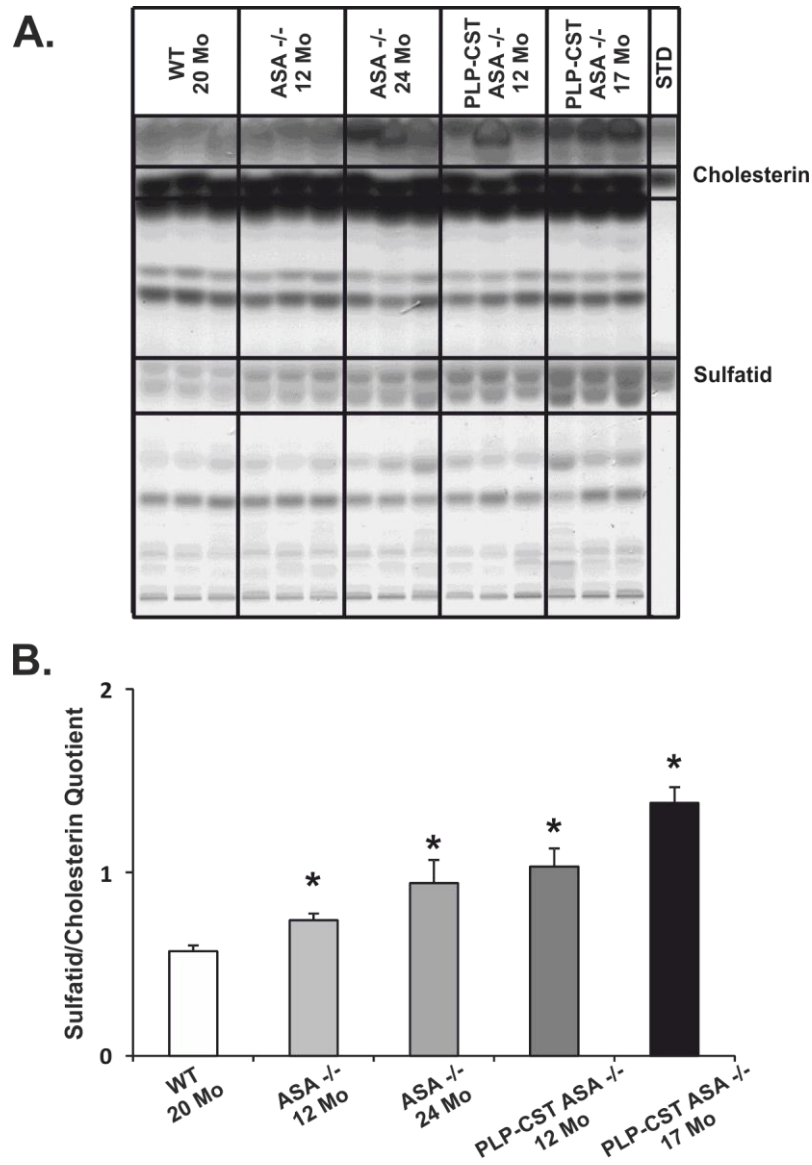 A.
WT
20 Mo
ASA -/-
12 Mo
ASA -/-
24 Mo
PLP-CST
ASA -/-
12 Mo
PLP-CST
ASA -/-
17 Mo
STD
Cholesterin
Sulfatid
B.
Sulfatid/Cholesterin Quotient
2
1
0
*
*
*
*
WT
20 Mo
ASA -/-
12 Mo
ASA -/-
24 Mo
PLP-CST ASA -/-
12 Mo
PLP-CST ASA -/-
17 Mo